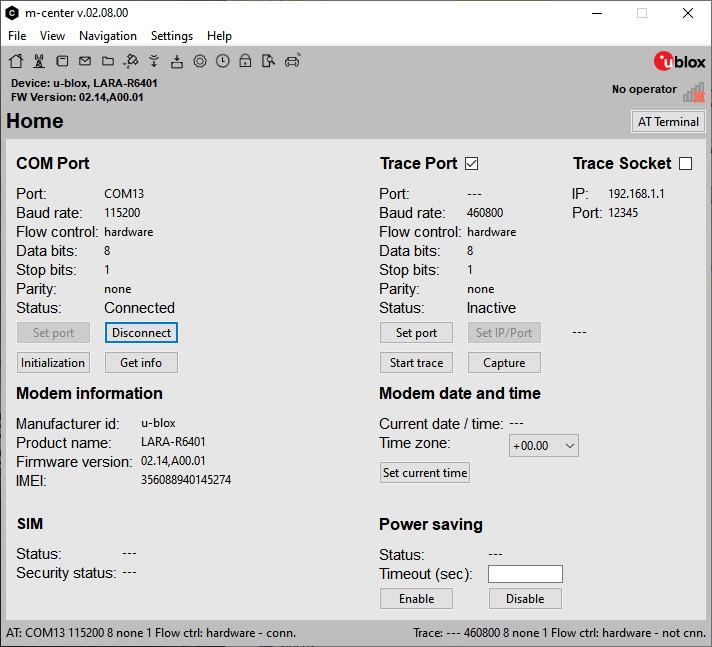 m-center v.02.08.00
File View Navigation Settings Help
Device: u-blox, LARA-R6401
FW Version: 02.14,A00.01
ublox
No operator
Home
AT Terminal
COM Port
Port: COM13
Baud rate: 115200
Flow control: hardware
Data bits: 8
Stop bits: 1
Parity: none
Status: Connected
Set port Disconnect
Initialization Get info
Trace Port
Port: ---
Baud rate: 460800
Flow control: hardware
Data bits: 8
Stop bits: 1
Parity: none
Status: Inactive
Set port Set IP/Port ---
Start trace Capture
Trace Socket
IP: 192.168.1.1
Port: 12345
Modem information
Manufacturer id: u-blox
Product name: LARA-R6401
Firmware version: 02.14,A00.01
IMEI: 356088940145274
Modem date and time
Current date / time: ---
Time zone: +00.00
Set current time
SIM
Status: ---
Security status: ---
Power saving
Status: ---
Timeout (sec):
Enable Disable
AT: COM13 115200 8 none 1 Flow ctrl: hardware - conn.
Trace: --- 460800 8 none 1 Flow ctrl: hardware - not cnn.